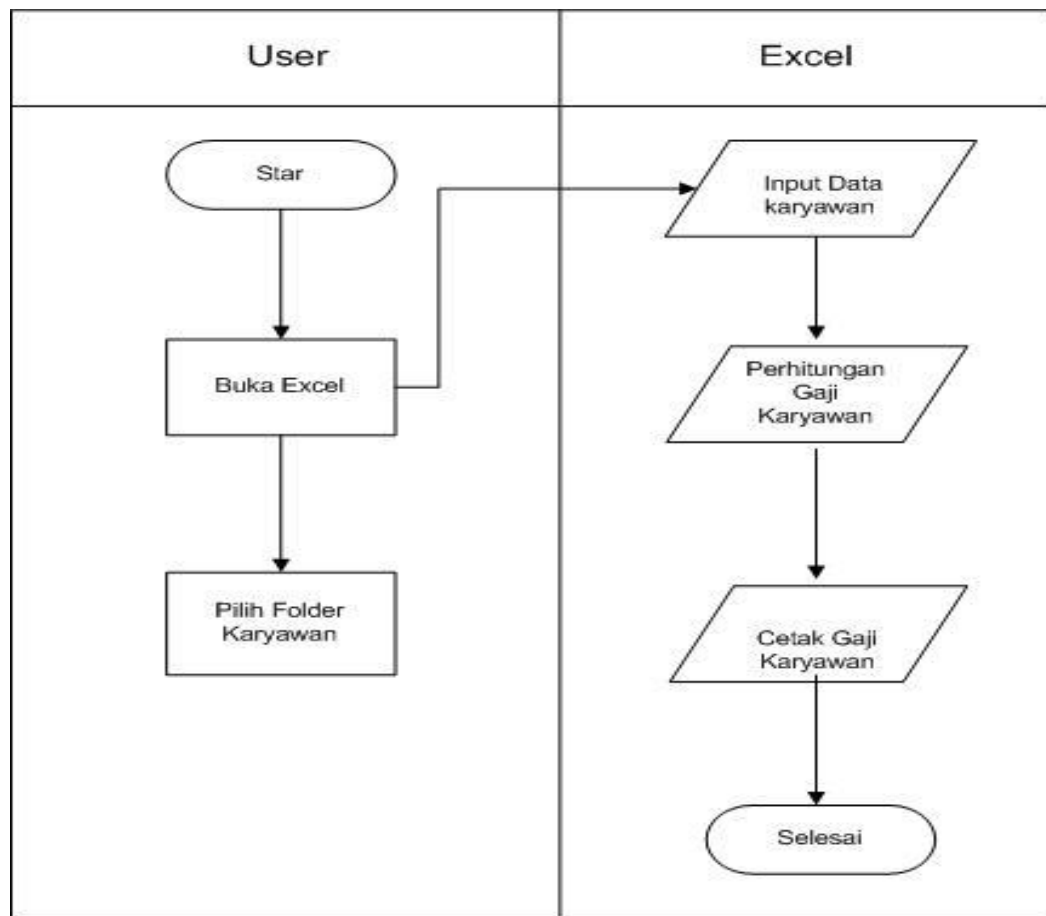 User
Excel
Star
Input Data
karyawan
Buka Excel
Perhitungan
Gaji
Karyawan
Pilih Folder
Karyawan
Cetak Gaji
Karyawan
Selesai